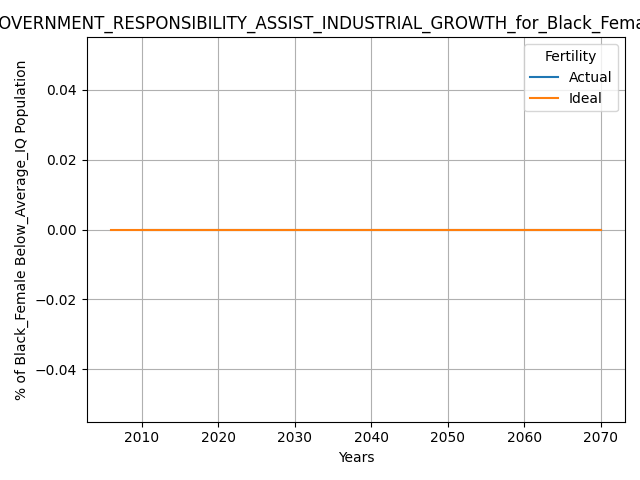 OVERNMENT_RESPONSIBILITY_ASSIST_INDUSTRIAL_GROWTH_for_Black_Fema
Fertility
Actual
Ideal
% of Black_Female Below_Average_IQ Population
0.04
0.02
0.00
−0.02
−0.04
2010 2020 2030 2040 2050 2060 2070
Years